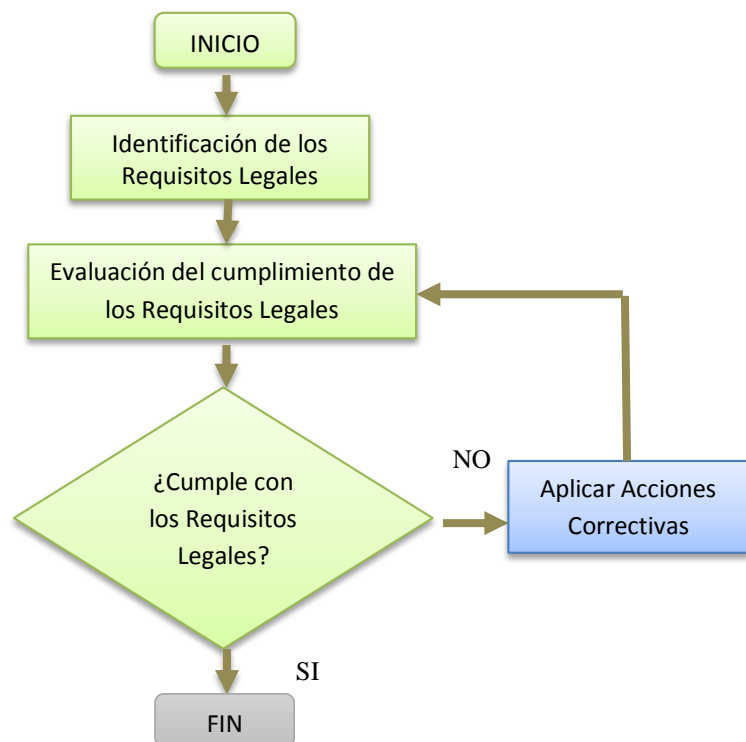 INICIO
Identificación de los
Requisitos Legales
Evaluación del cumplimiento de
los Requisitos Legales
¿Cumple con
los Requisitos
Legales?
NO
Aplicar Acciones
Correctivas
SI
FIN